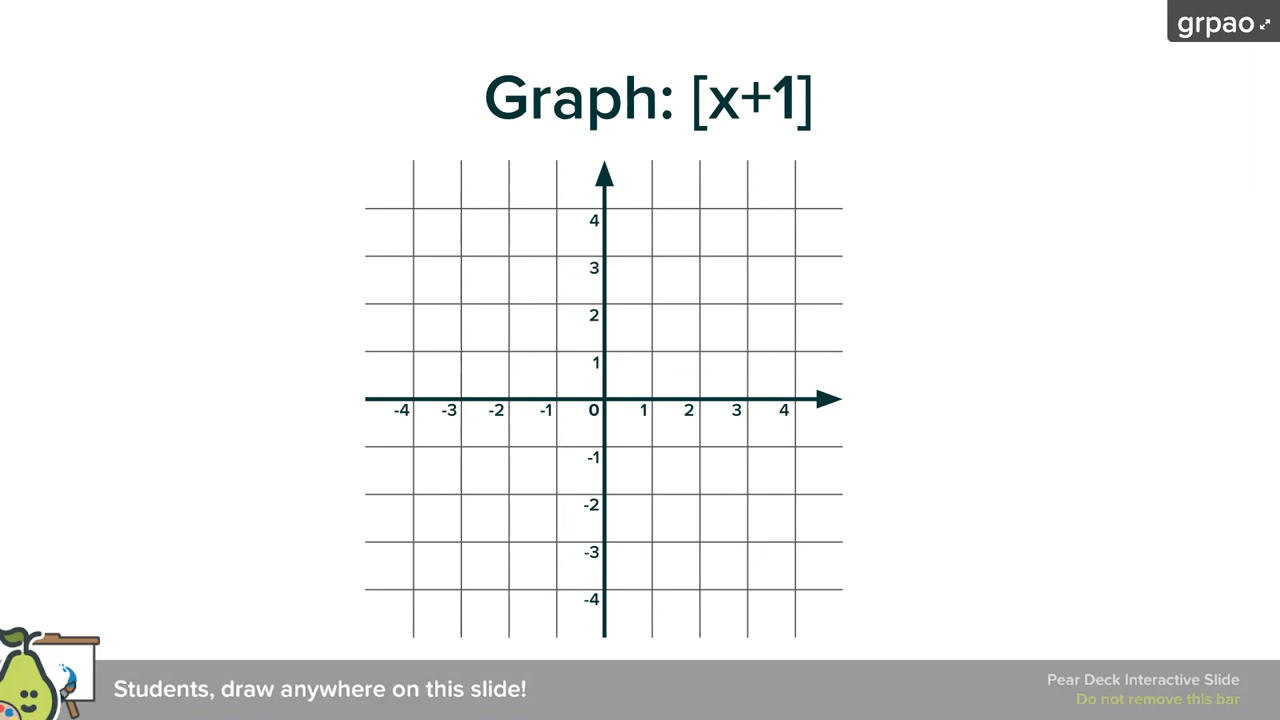 grpao
Graph: [x+1]
4
3
2
1
-4 -3 -2 -1 0 1 2 3 4
-1
-2
-3
-4
Students, draw anywhere on this slide!
Pear Deck Interactive Slide
Do not remove this bar